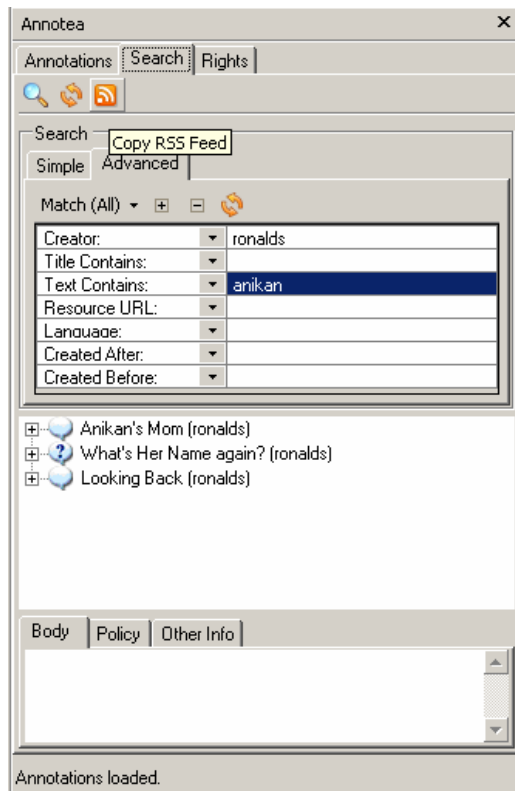 Annotea
Annotations Search Rights
Search
Copy RSS Feed
Simple Advanced
Match (All)
Creator: ronalds
Title Contains:
Text Contains: anikan
Resource URL:
Language:
Created After:
Created Before:
Anikan's Mom (ronalds)
What's Her Name again? (ronalds)
Looking Back (ronalds)
Body Policy Other Info
Annotations loaded.